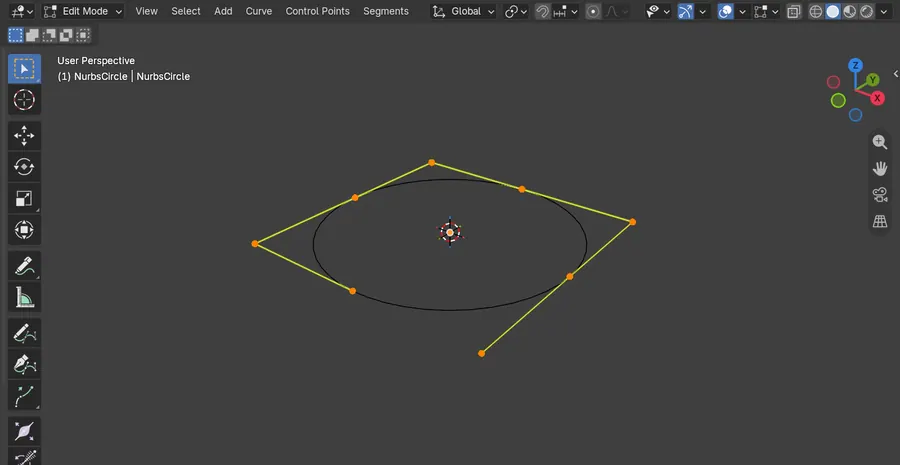 Edit Mode View Select Add Curve Control Points Segments Global
User Perspective
(1) NurbsCircle | NurbsCircle
Z
Y
X